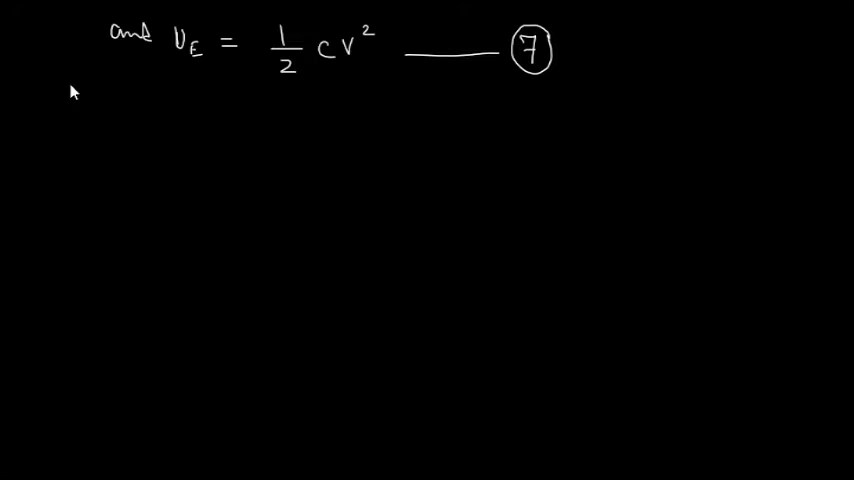 and U_E = 1/2 CV² —— ⑦